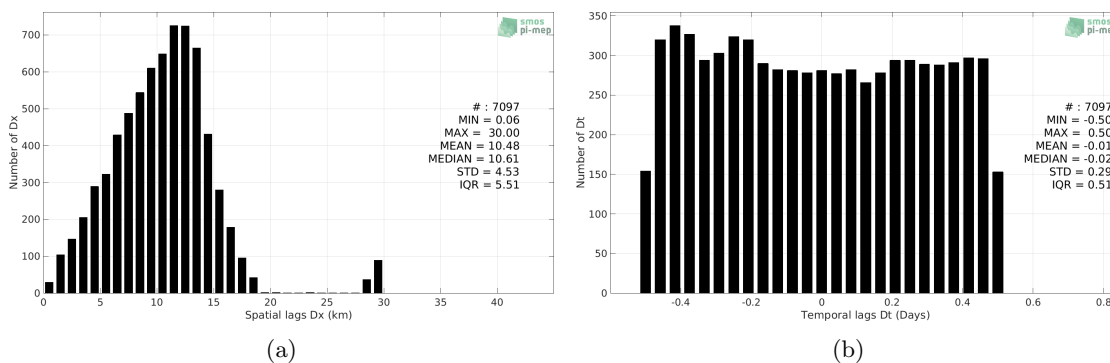 smos
pi-mep
Number of Dx
700
600
500
400
300
200
100
0
# : 7097
MIN = 0.06
MAX = 30.00
MEAN = 10.48
MEDIAN = 10.61
STD = 4.53
IQR = 5.51
0 5 10 15 20 25 30 35 40
Spatial lags Dx (km)
(a)
smos
pi-mep
Number of Dt
350
300
250
200
150
100
50
0
# : 7097
MIN = -0.50
MAX = 0.50
MEAN = -0.01
MEDIAN = -0.02
STD = 0.29
IQR = 0.51
-0.4 -0.2 0 0.2 0.4 0.6 0.8
Temporal lags Dt (Days)
(b)